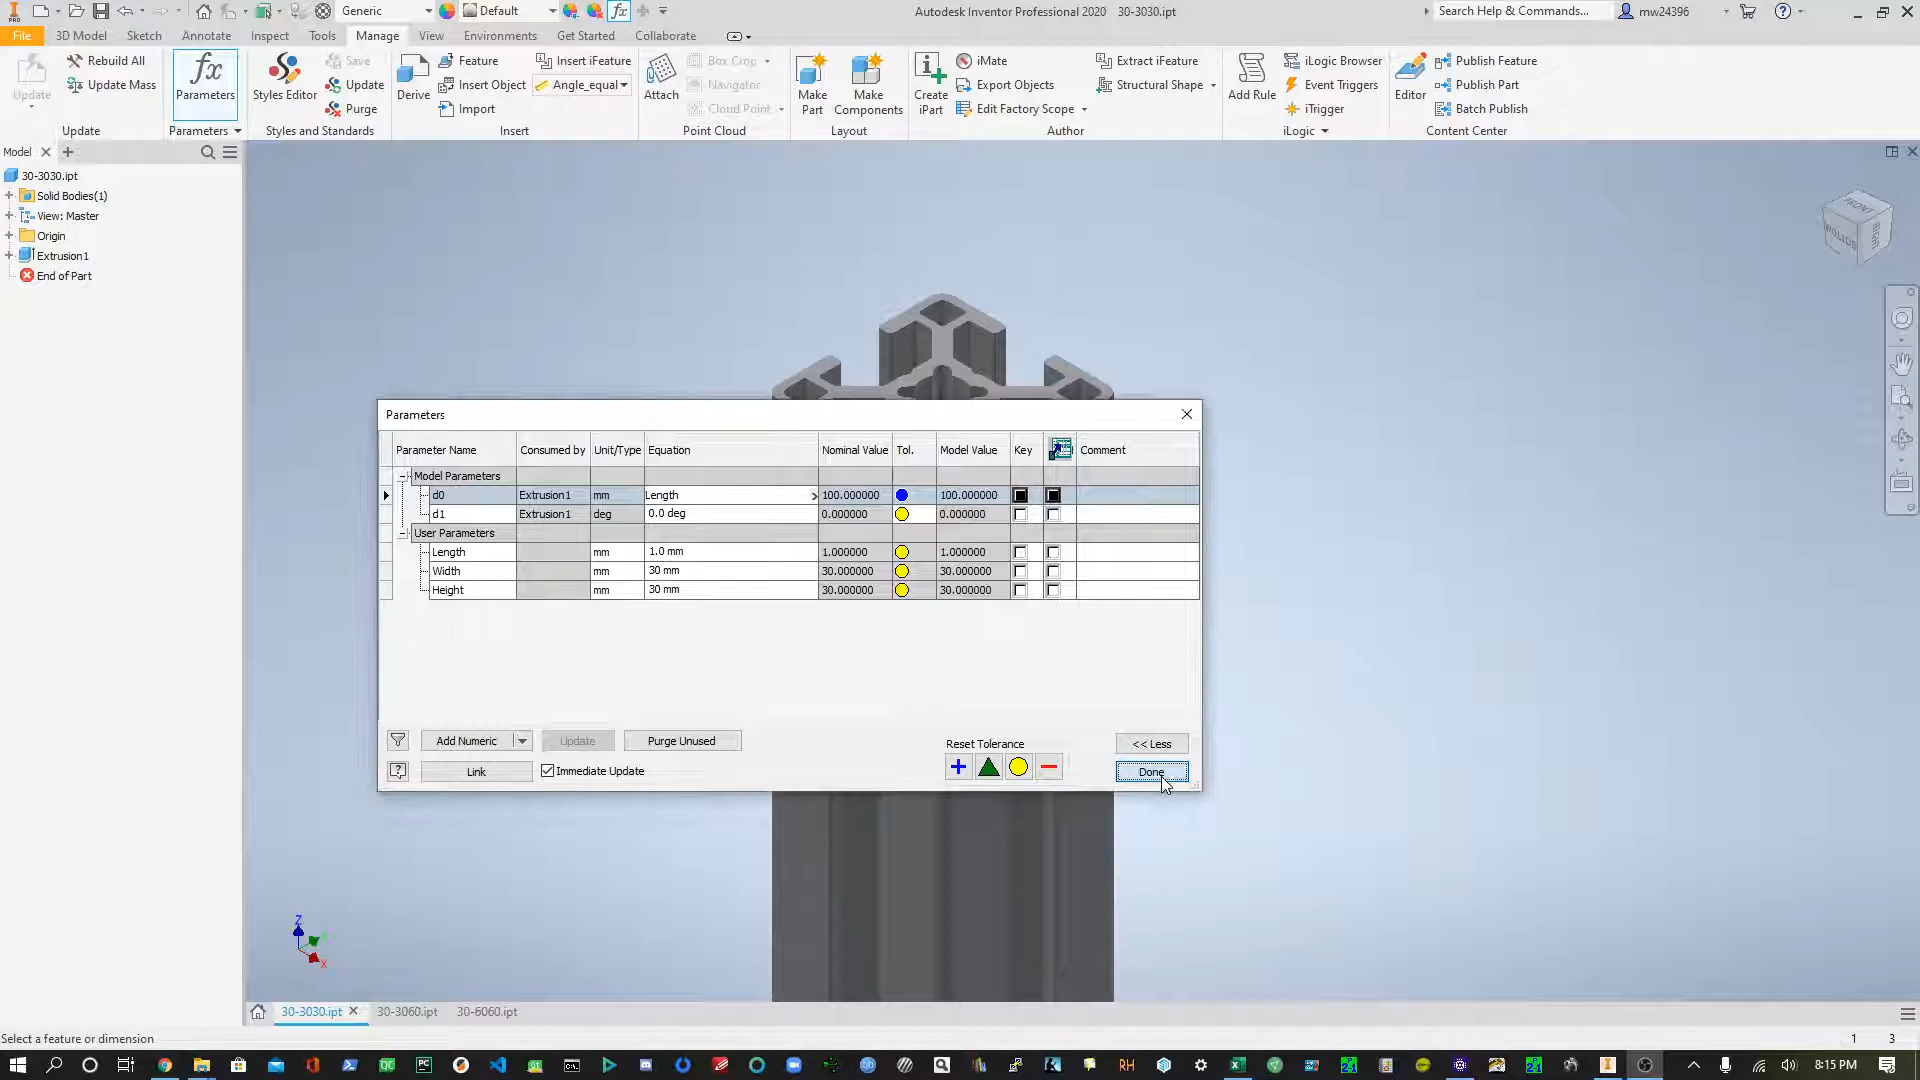 Generic
Default
Autodesk Inventor Professional 2020 30-3030.ipt
Search Help & Commands...
mw24396
File 3D Model Sketch Annotate Inspect Tools Manage View Environments Get Started Collaborate
Update
Rebuild All
Update Mass
Update
fx
Parameters
Parameters
Styles Editor
Save
Update
Purge
Styles and Standards
Derive
Feature
Insert Object
Import
Insert iFeature
Angle_equal
Insert
Attach
Box Crop
Navigator
Cloud Point
Point Cloud
Make Part
Make Components
Layout
Create iPart
iMate
Export Objects
Edit Factory Scope
Extract iFeature
Structural Shape
Author
Add Rule
iLogic Browser
Event Triggers
iTrigger
iLogic
Editor
Publish Feature
Publish Part
Batch Publish
Content Center
Model
30-3030.ipt
Solid Bodies(1)
View: Master
Origin
Extrusion1
End of Part
FRONT
RIGHT
Parameters
Parameter Name Consumed by Unit/Type Equation Nominal Value Tol. Model Value Key Comment
Model Parameters
d0 Extrusion1 mm Length 100.000000 100.000000
d1 Extrusion1 deg 0.0 deg 0.000000 0.000000
User Parameters
Length mm 1.0 mm 1.000000 1.000000
Width mm 30 mm 30.000000 30.000000
Height mm 30 mm 30.000000 30.000000
Add Numeric Update Purge Unused
Link Immediate Update
Reset Tolerance
<< Less
Done
Z
X
30-3030.ipt 30-3060.ipt 30-6060.ipt
Select a feature or dimension
1 3
8:15 PM